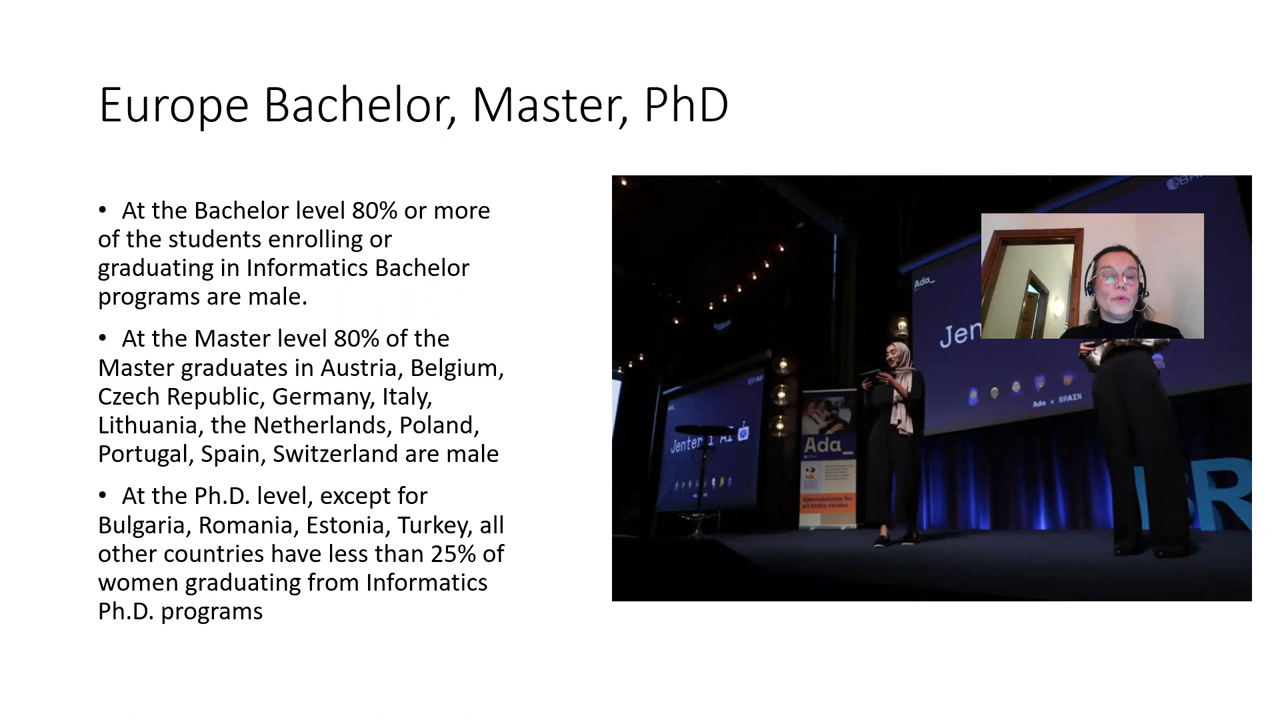 Europe Bachelor, Master, PhD
• At the Bachelor level 80% or more
of the students enrolling or
graduating in Informatics Bachelor
programs are male.
• At the Master level 80% of the
Master graduates in Austria, Belgium,
Czech Republic, Germany, Italy,
Lithuania, the Netherlands, Poland,
Portugal, Spain, Switzerland are male
• At the Ph.D. level, except for
Bulgaria, Romania, Estonia, Turkey, all
other countries have less than 25% of
women graduating from Informatics
Ph.D. programs
Ada_
Jen
Ada x BRAIN
Jenter i AI
Ada_
BR